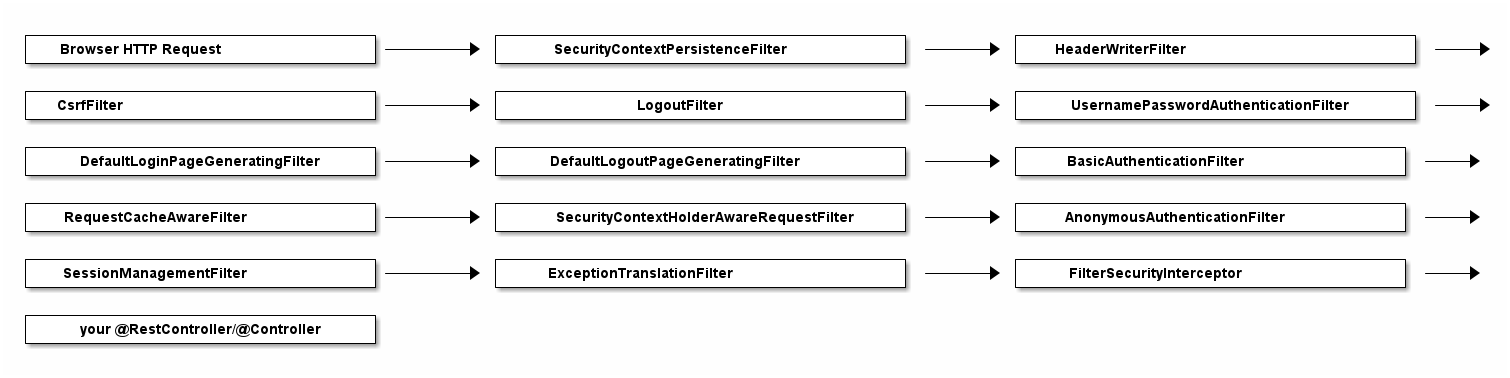 Browser HTTP Request
SecurityContextPersistenceFilter
HeaderWriterFilter
CsrfFilter
LogoutFilter
UsernamePasswordAuthenticationFilter
DefaultLoginPageGeneratingFilter
DefaultLogoutPageGeneratingFilter
BasicAuthenticationFilter
RequestCacheAwareFilter
SecurityContextHolderAwareRequestFilter
AnonymousAuthenticationFilter
SessionManagementFilter
ExceptionTranslationFilter
FilterSecurityInterceptor
your @RestController/@Controller